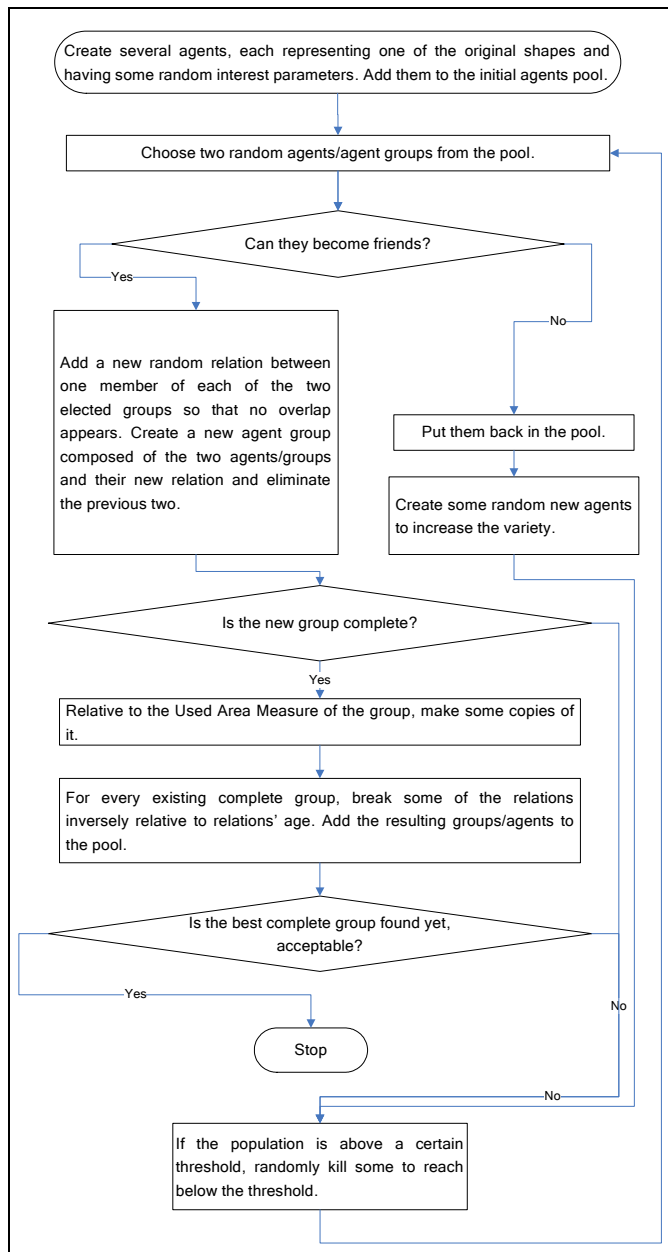 Create several agents, each representing one of the original shapes and
having some random interest parameters. Add them to the initial agents pool.
Choose two random agents/agent groups from the pool.
Can they become friends?
Yes
No
Add a new random relation between
one member of each of the two
elected groups so that no overlap
appears. Create a new agent group
composed of the two agents/groups
and their new relation and eliminate
the previous two.
Put them back in the pool.
Create some random new agents
to increase the variety.
Is the new group complete?
Yes
Relative to the Used Area Measure of the group, make some copies of
it.
For every existing complete group, break some of the relations
inversely relative to relations' age. Add the resulting groups/agents to
the pool.
Is the best complete group found yet,
acceptable?
Yes
No
Stop
No
If the population is above a certain
threshold, randomly kill some to reach
below the threshold.